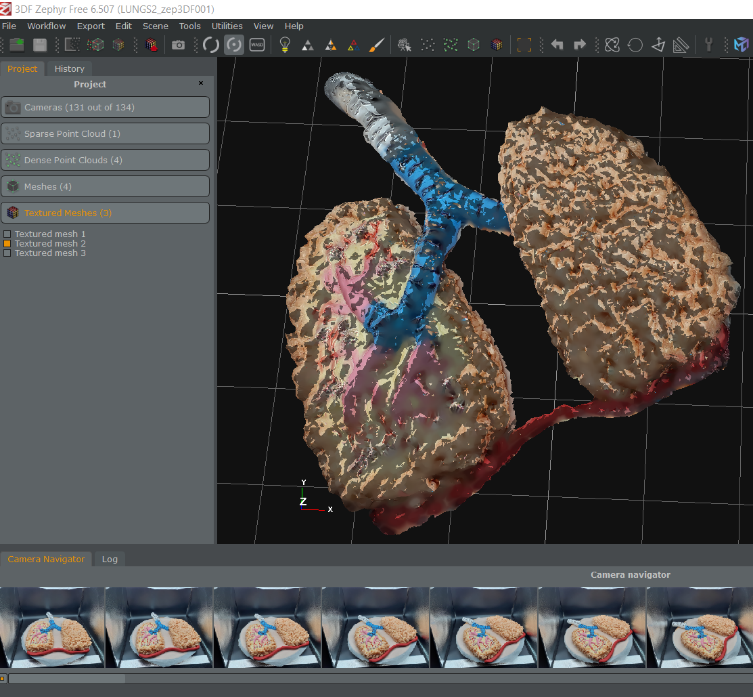 3DF Zephyr Free 6.507 (LUNGS2_zep3DF001)
File Workflow Export Edit Scene Tools Utilities View Help
Project History
Project ×
Cameras (131 out of 134)
Sparse Point Cloud (1)
Dense Point Clouds (4)
Meshes (4)
Textured Meshes (3)
Textured mesh 1
Textured mesh 2
Textured mesh 3
Y
Z X
Camera Navigator Log
Camera navigator